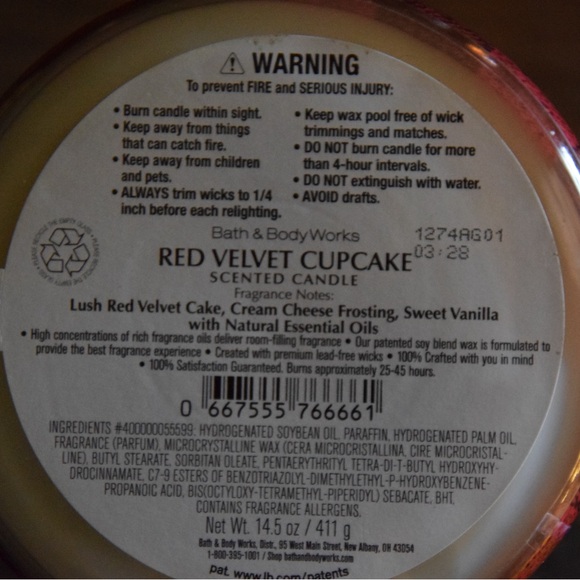 WARNING
To prevent FIRE and SERIOUS INJURY:
• Burn candle within sight.
• Keep away from things
that can catch fire.
• Keep away from children
and pets.
• ALWAYS trim wicks to 1/4
inch before each relighting.
• Keep wax pool free of wick
trimmings and matches.
• DO NOT burn candle for more
than 4-hour intervals.
• DO NOT extinguish with water.
• AVOID drafts.
Bath & Body Works
1274AG01
03:28
RED VELVET CUPCAKE
SCENTED CANDLE
Fragrance Notes:
Lush Red Velvet Cake, Cream Cheese Frosting, Sweet Vanilla
with Natural Essential Oils
• High concentrations of rich fragrance oils deliver room-filling fragrance • Our patented soy blend wax is formulated to
provide the best fragrance experience • Created with premium lead-free wicks • 100% Crafted with you in mind
• 100% Satisfaction Guaranteed. Burns approximately 25-45 hours.
0 667555 766661
INGREDIENTS #400000055599: HYDROGENATED SOYBEAN OIL, PARAFFIN, HYDROGENATED PALM OIL,
FRAGRANCE (PARFUM), MICROCRYSTALLINE WAX (CERA MICROCRISTALLINA, CIRE MICROCRISTAL-
LINE), BUTYL STEARATE, SORBITAN OLEATE, PENTAERYTHRITYL TETRA-DI-T-BUTYL HYDROXYHY-
DROCINNAMATE, C7-9 ESTERS OF BENZOTRIAZOLYL-DIMETHYLETHYL-P-HYDROXYBENZENE-
PROPANOIC ACID, BIS(OCTYLOXY-TETRAMETHYL-PIPERIDYL) SEBACATE, BHT.
CONTAINS FRAGRANCE ALLERGENS.
Net Wt. 14.5 oz / 411 g
Bath & Body Works, Distr., 95 West Main Street, New Albany, OH 43054
1-800-395-1001 / Shop bathandbodyworks.com
pat. www.lb.com/patents